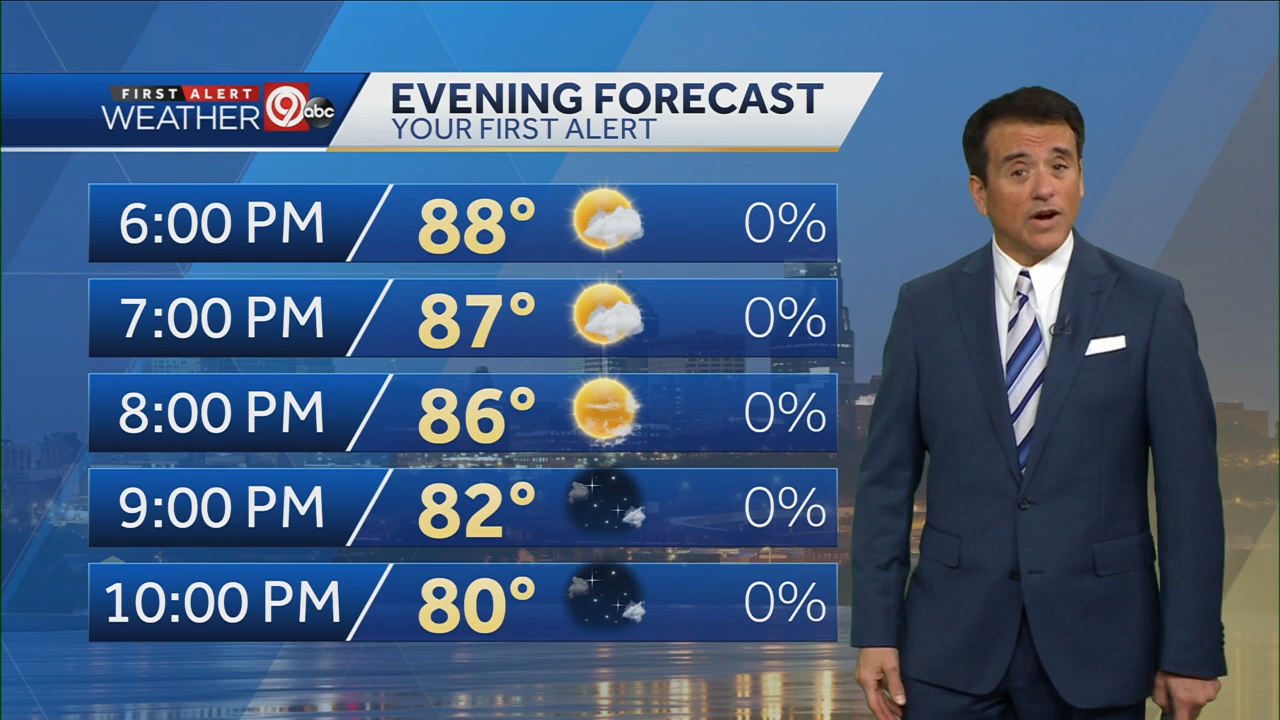 FIRST ALERT
WEATHER 9 abc
EVENING FORECAST
YOUR FIRST ALERT
6:00 PM 88° 0%
7:00 PM 87° 0%
8:00 PM 86° 0%
9:00 PM 82° 0%
10:00 PM 80° 0%